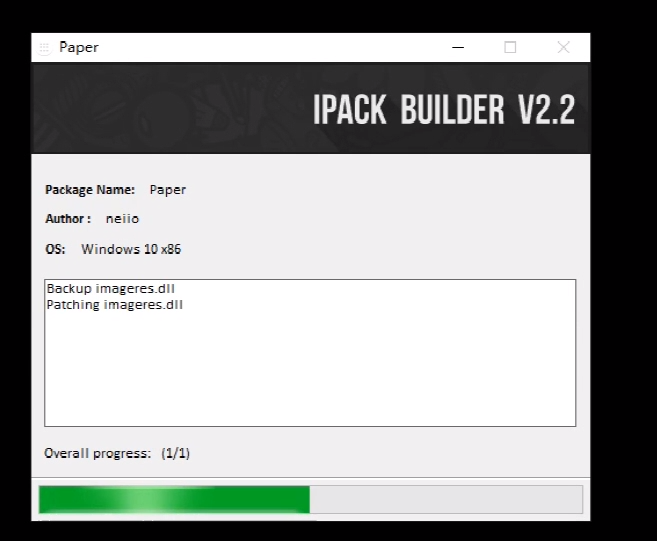 Paper
IPACK BUILDER V2.2
Package Name: Paper
Author : neiio
OS: Windows 10 x86
Backup imageres.dll
Patching imageres.dll
Overall progress: (1/1)